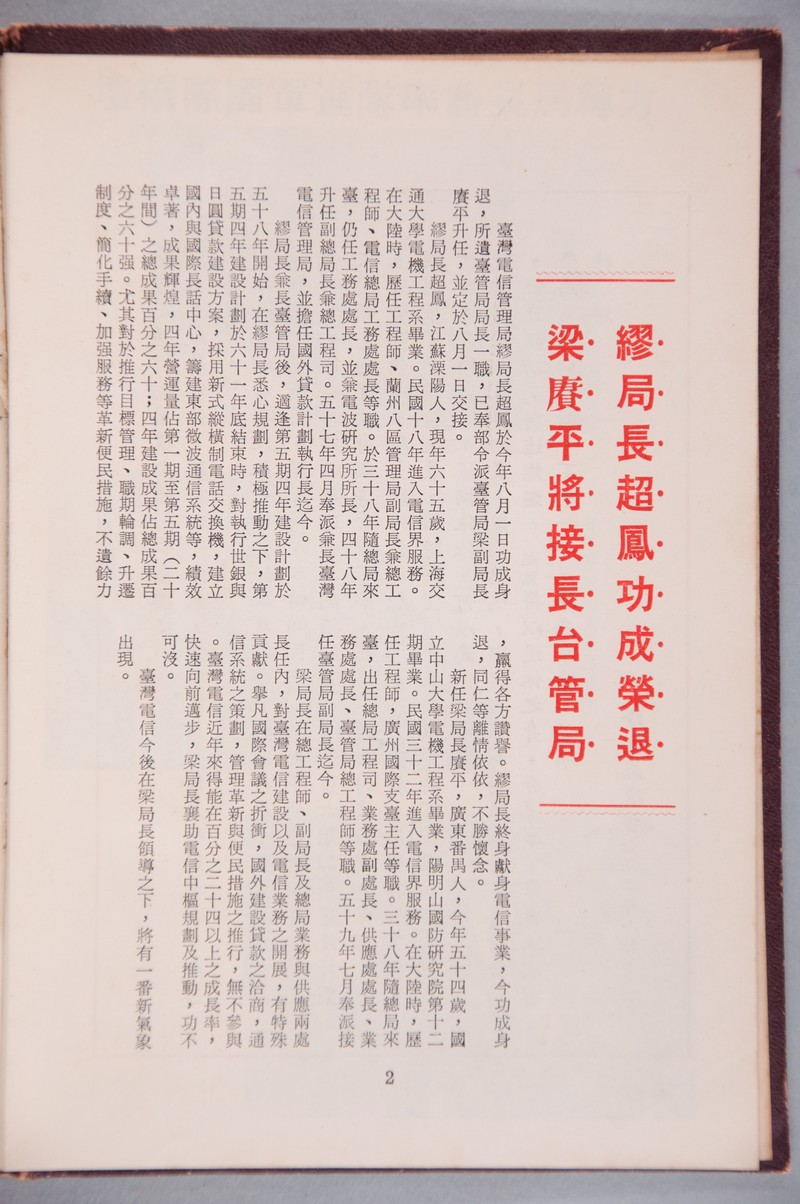 繆局長超鳳功成榮退
梁賡平將接長台管局
臺灣電信管理局繆局長超鳳於今年八月一日功成身
退，所遺臺管局局長一職，已奉部令派臺管局梁副局長
賡平升任，並定於八月一日交接。
繆局長超鳳，江蘇溧陽人，現年六十五歲，上海交
通大學電機工程系畢業。民國十八年進入電信界服務。
在大陸時，歷任工程師、蘭州八區管理局副局長兼總工
程師、電信總局工務處處長等職。於三十八年隨總局來
臺，仍任工務處處長，並兼電波研究所所長，四十八年
升任副總局長兼總工程司。五十七年四月奉派兼長臺灣
電信管理局，並擔任國外貸款計劃執行長迄今。
繆局長兼長臺管局後，適逢第五期四年建設計劃於
五十八年開始，在繆局長悉心規劃，積極推動之下，第
五期四年建設計劃於六十一年底結束時，對執行世銀與
日圓貸款建設方案，採用新式縱橫制電話交換機，建立
國內與國際長話中心，籌建東部微波通信系統等，績效
卓著，成果輝煌，四年營運量佔第一期至第五期（二十
年間）之總成果百分之六十；四年建設成果佔總成果百
分之六十强。尤其對於推行目標管理、職期輪調、升遷
制度、簡化手續、加强服務等革新便民措施，不遺餘力
，贏得各方讚譽。繆局長終身獻身電信事業，今功成身
退，同仁等離情依依，不勝懷念。
新任梁局長賡平，廣東番禺人，今年五十四歲，國
立中山大學電機工程系畢業，陽明山國防研究院第十二
期畢業。民國三十二年進入電信界服務。在大陸時，歷
任工程師，廣州國際支臺主任等職。三十八年隨總局來
臺，出任總局工程司、業務處副處長、供應處處長、業
務處處長、臺管局總工程師等職。五十九年七月奉派接
任臺管局副局長迄今。
梁局長在總工程師、副局長及總局業務與供應兩處
長任內，對臺灣電信建設以及電信業務之開展，有特殊
貢獻。舉凡國際會議之折衝，國外建設貸款之洽商，通
信系統之策劃，管理革新與便民措施之推行，無不參與
。臺灣電信近年來得能在百分之二十四以上之成長率，
快速向前邁步，梁局長襄助電信中樞規劃及推動，功不
可沒。
臺灣電信今後在梁局長領導之下，將有一番新氣象
出現。
2